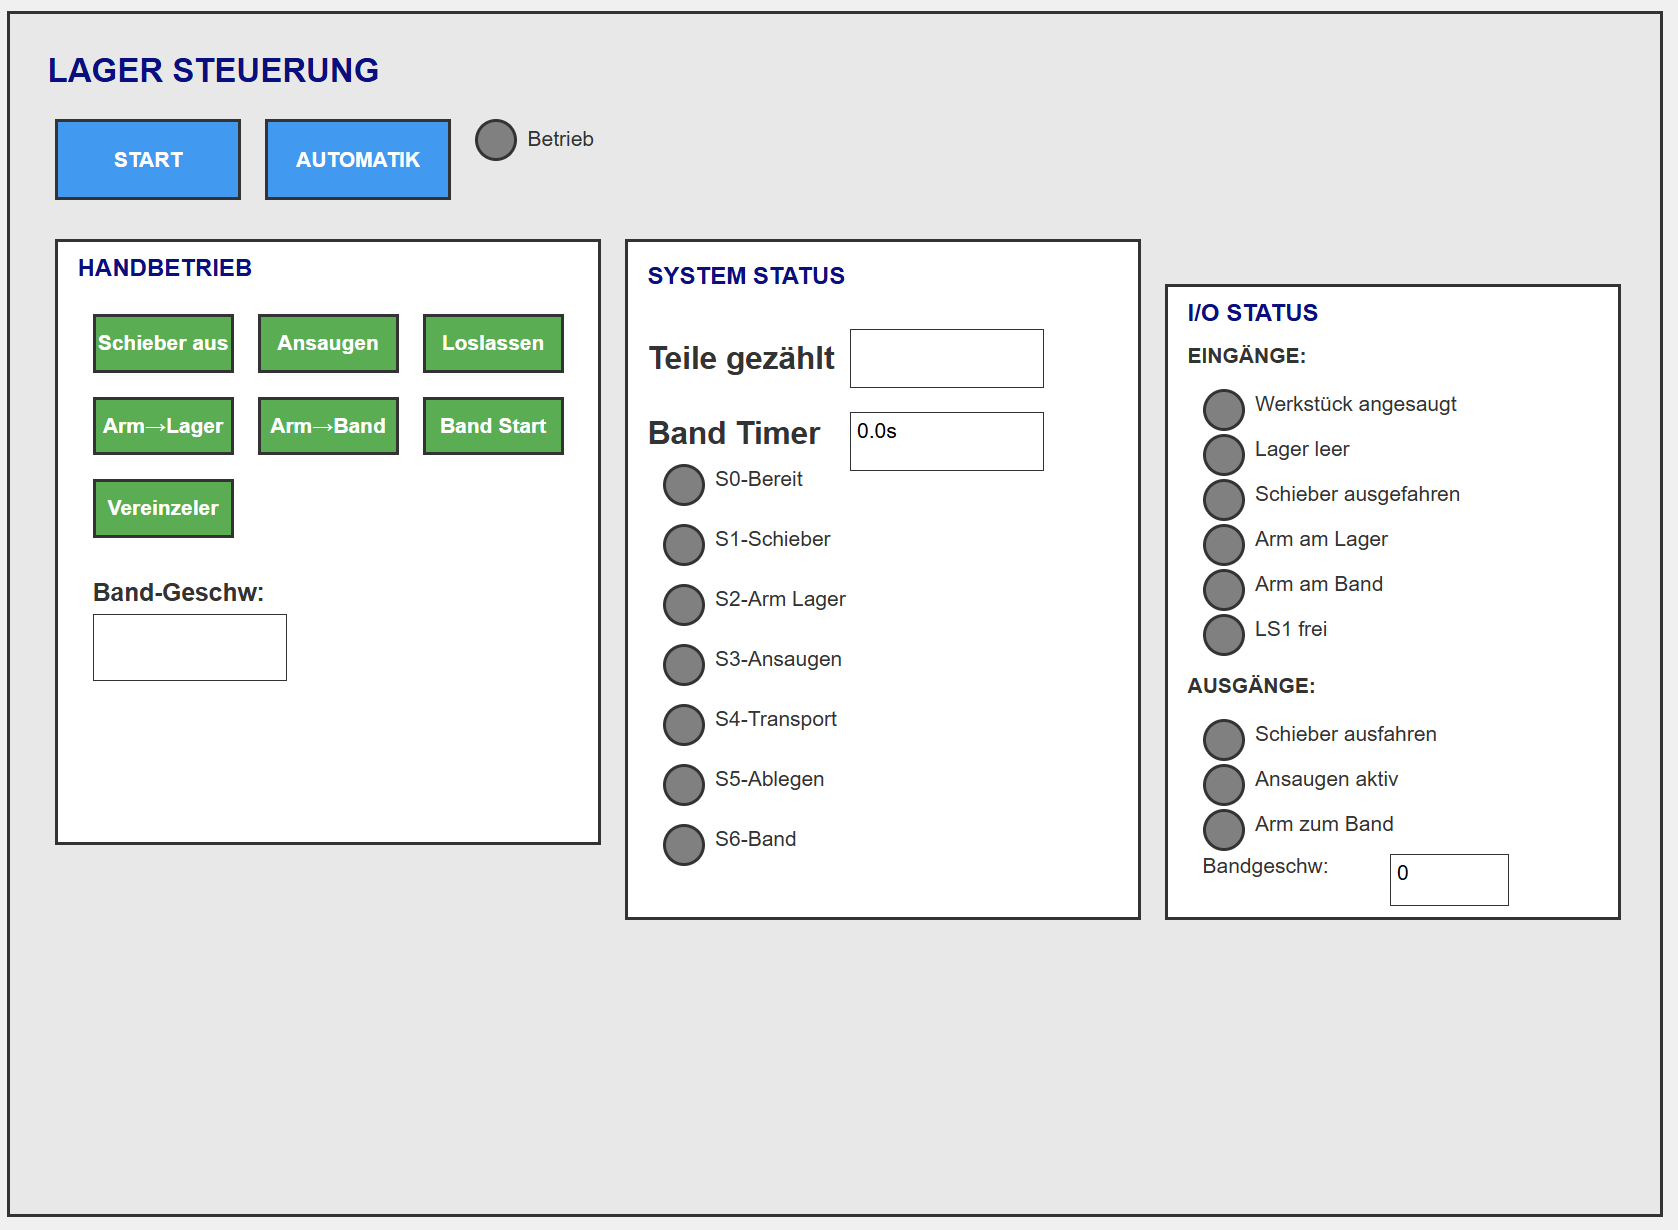 LAGER STEUERUNG
START
AUTOMATIK
Betrieb
HANDBETRIEB
Schieber aus
Ansaugen
Loslassen
Arm→Lager
Arm→Band
Band Start
Vereinzeler
Band-Geschw:
SYSTEM STATUS
Teile gezählt
Band Timer
0.0s
S0-Bereit
S1-Schieber
S2-Arm Lager
S3-Ansaugen
S4-Transport
S5-Ablegen
S6-Band
I/O STATUS
EINGÄNGE:
Werkstück angesaugt
Lager leer
Schieber ausgefahren
Arm am Lager
Arm am Band
LS1 frei
AUSGÄNGE:
Schieber ausfahren
Ansaugen aktiv
Arm zum Band
Bandgeschw:
0